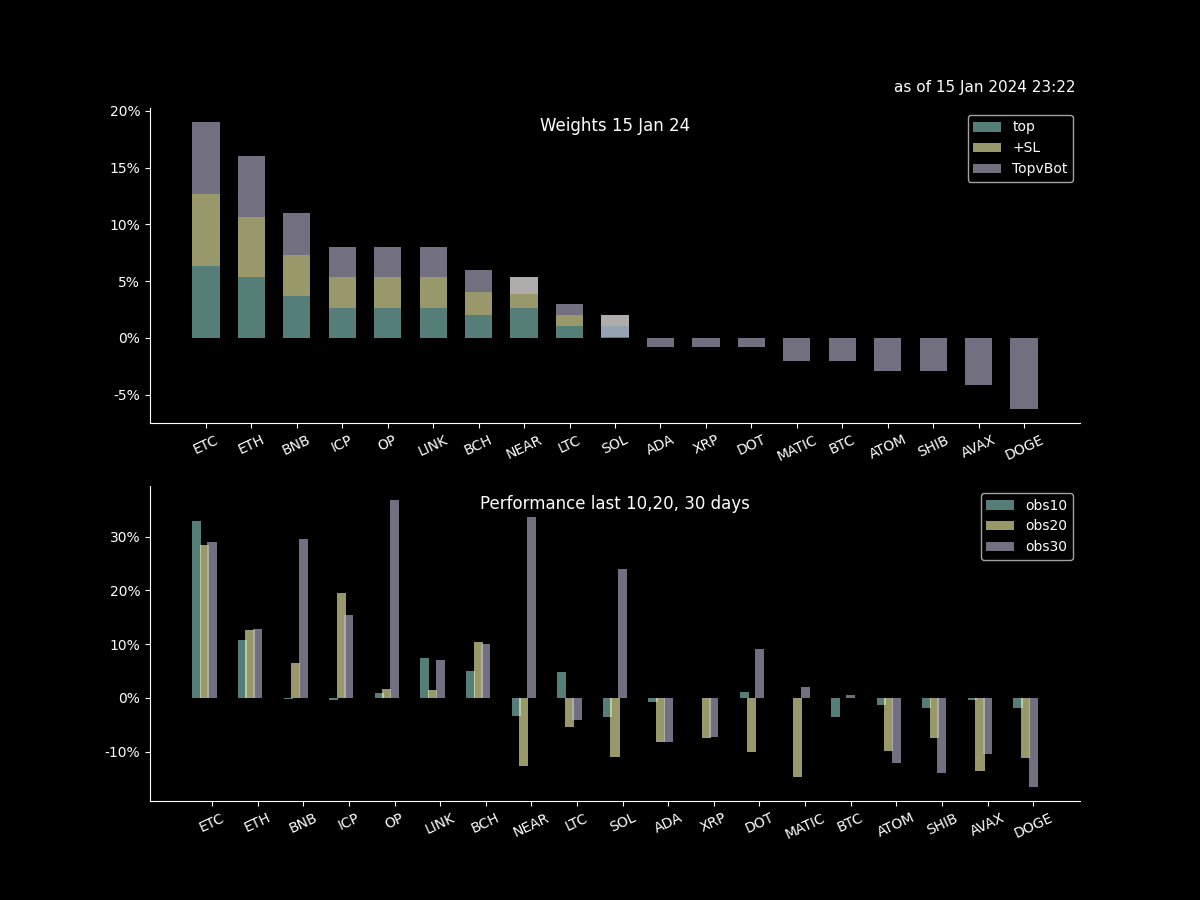 as of 15 Jan 2024 23:22
20%
Weights 15 Jan 24
top
+SL
TopvBot
15%
10%
5%
0%
-5%
ETC ETH BNB ICP OP LINK BCH NEAR LTC SOL ADA XRP DOT MATIC BTC ATOM SHIB AVAX DOGE
Performance last 10,20, 30 days
obs10
obs20
obs30
30%
20%
10%
0%
-10%
ETC ETH BNB ICP OP LINK BCH NEAR LTC SOL ADA XRP DOT MATIC BTC ATOM SHIB AVAX DOGE